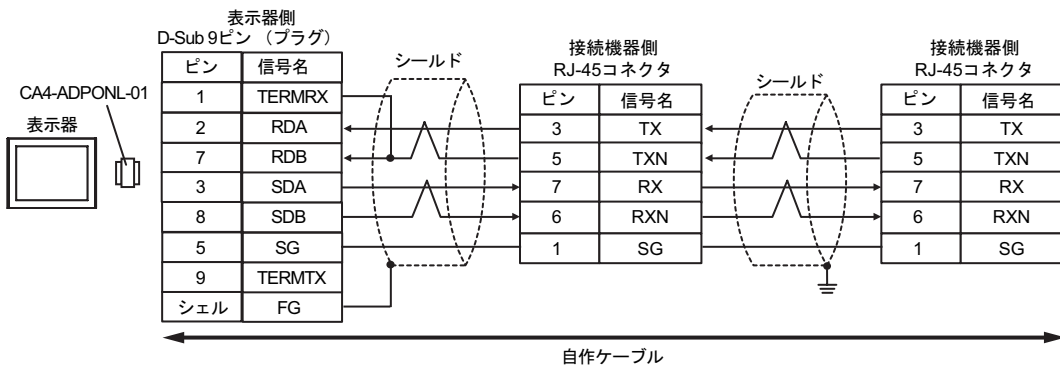 表示器側
D-Sub 9ピン (プラグ)
シールド
接続機器側
RJ-45コネクタ
シールド
接続機器側
RJ-45コネクタ
CA4-ADPONL-01
表示器
ピン 信号名
1 TERMRX
2 RDA
7 RDB
3 SDA
8 SDB
5 SG
9 TERMTX
シェル FG
ピン 信号名
3 TX
5 TXN
7 RX
6 RXN
1 SG
ピン 信号名
3 TX
5 TXN
7 RX
6 RXN
1 SG
自作ケーブル